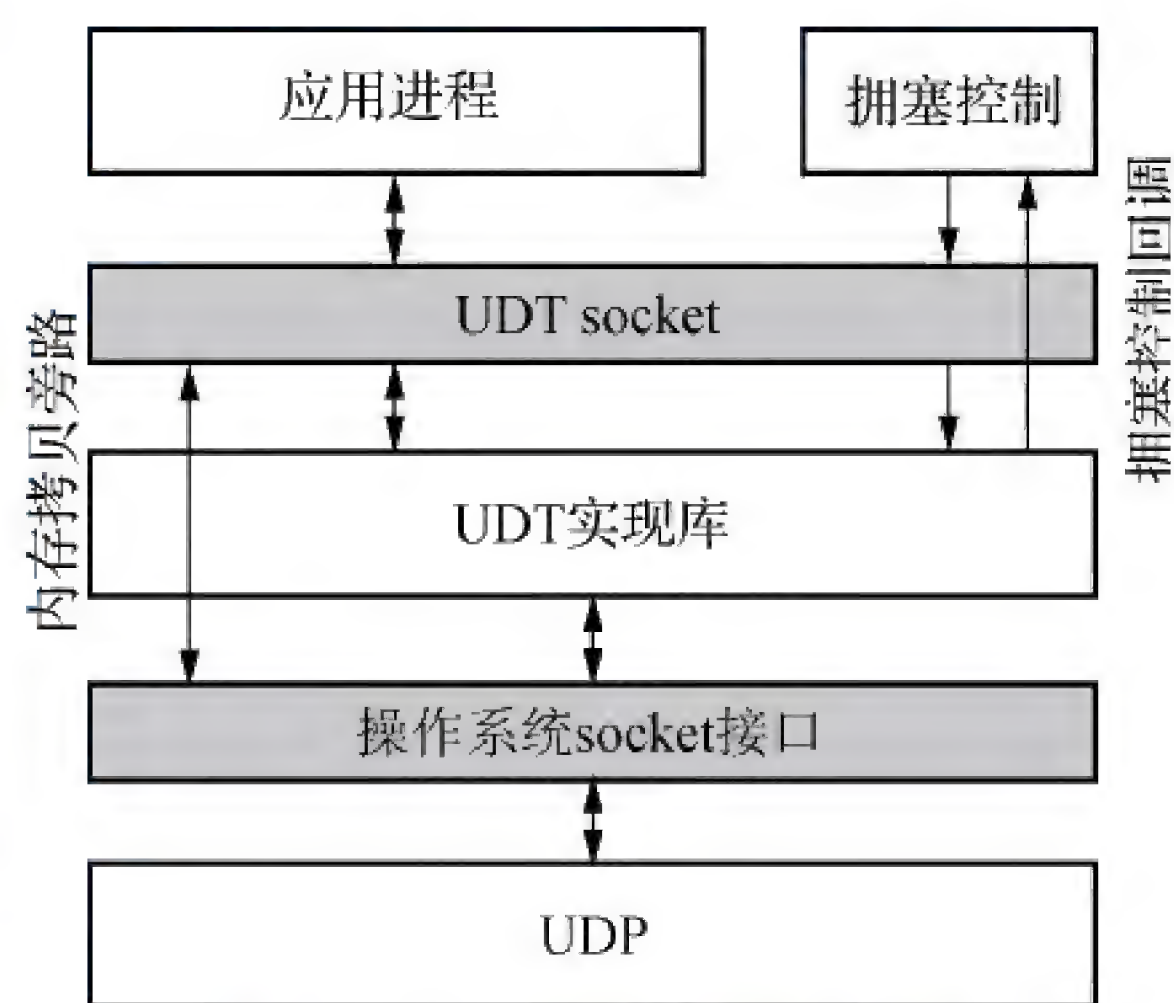 应用进程
拥塞控制
拥塞控制回调
UDT socket
内存拷贝旁路
UDT实现库
操作系统socket接口
UDP